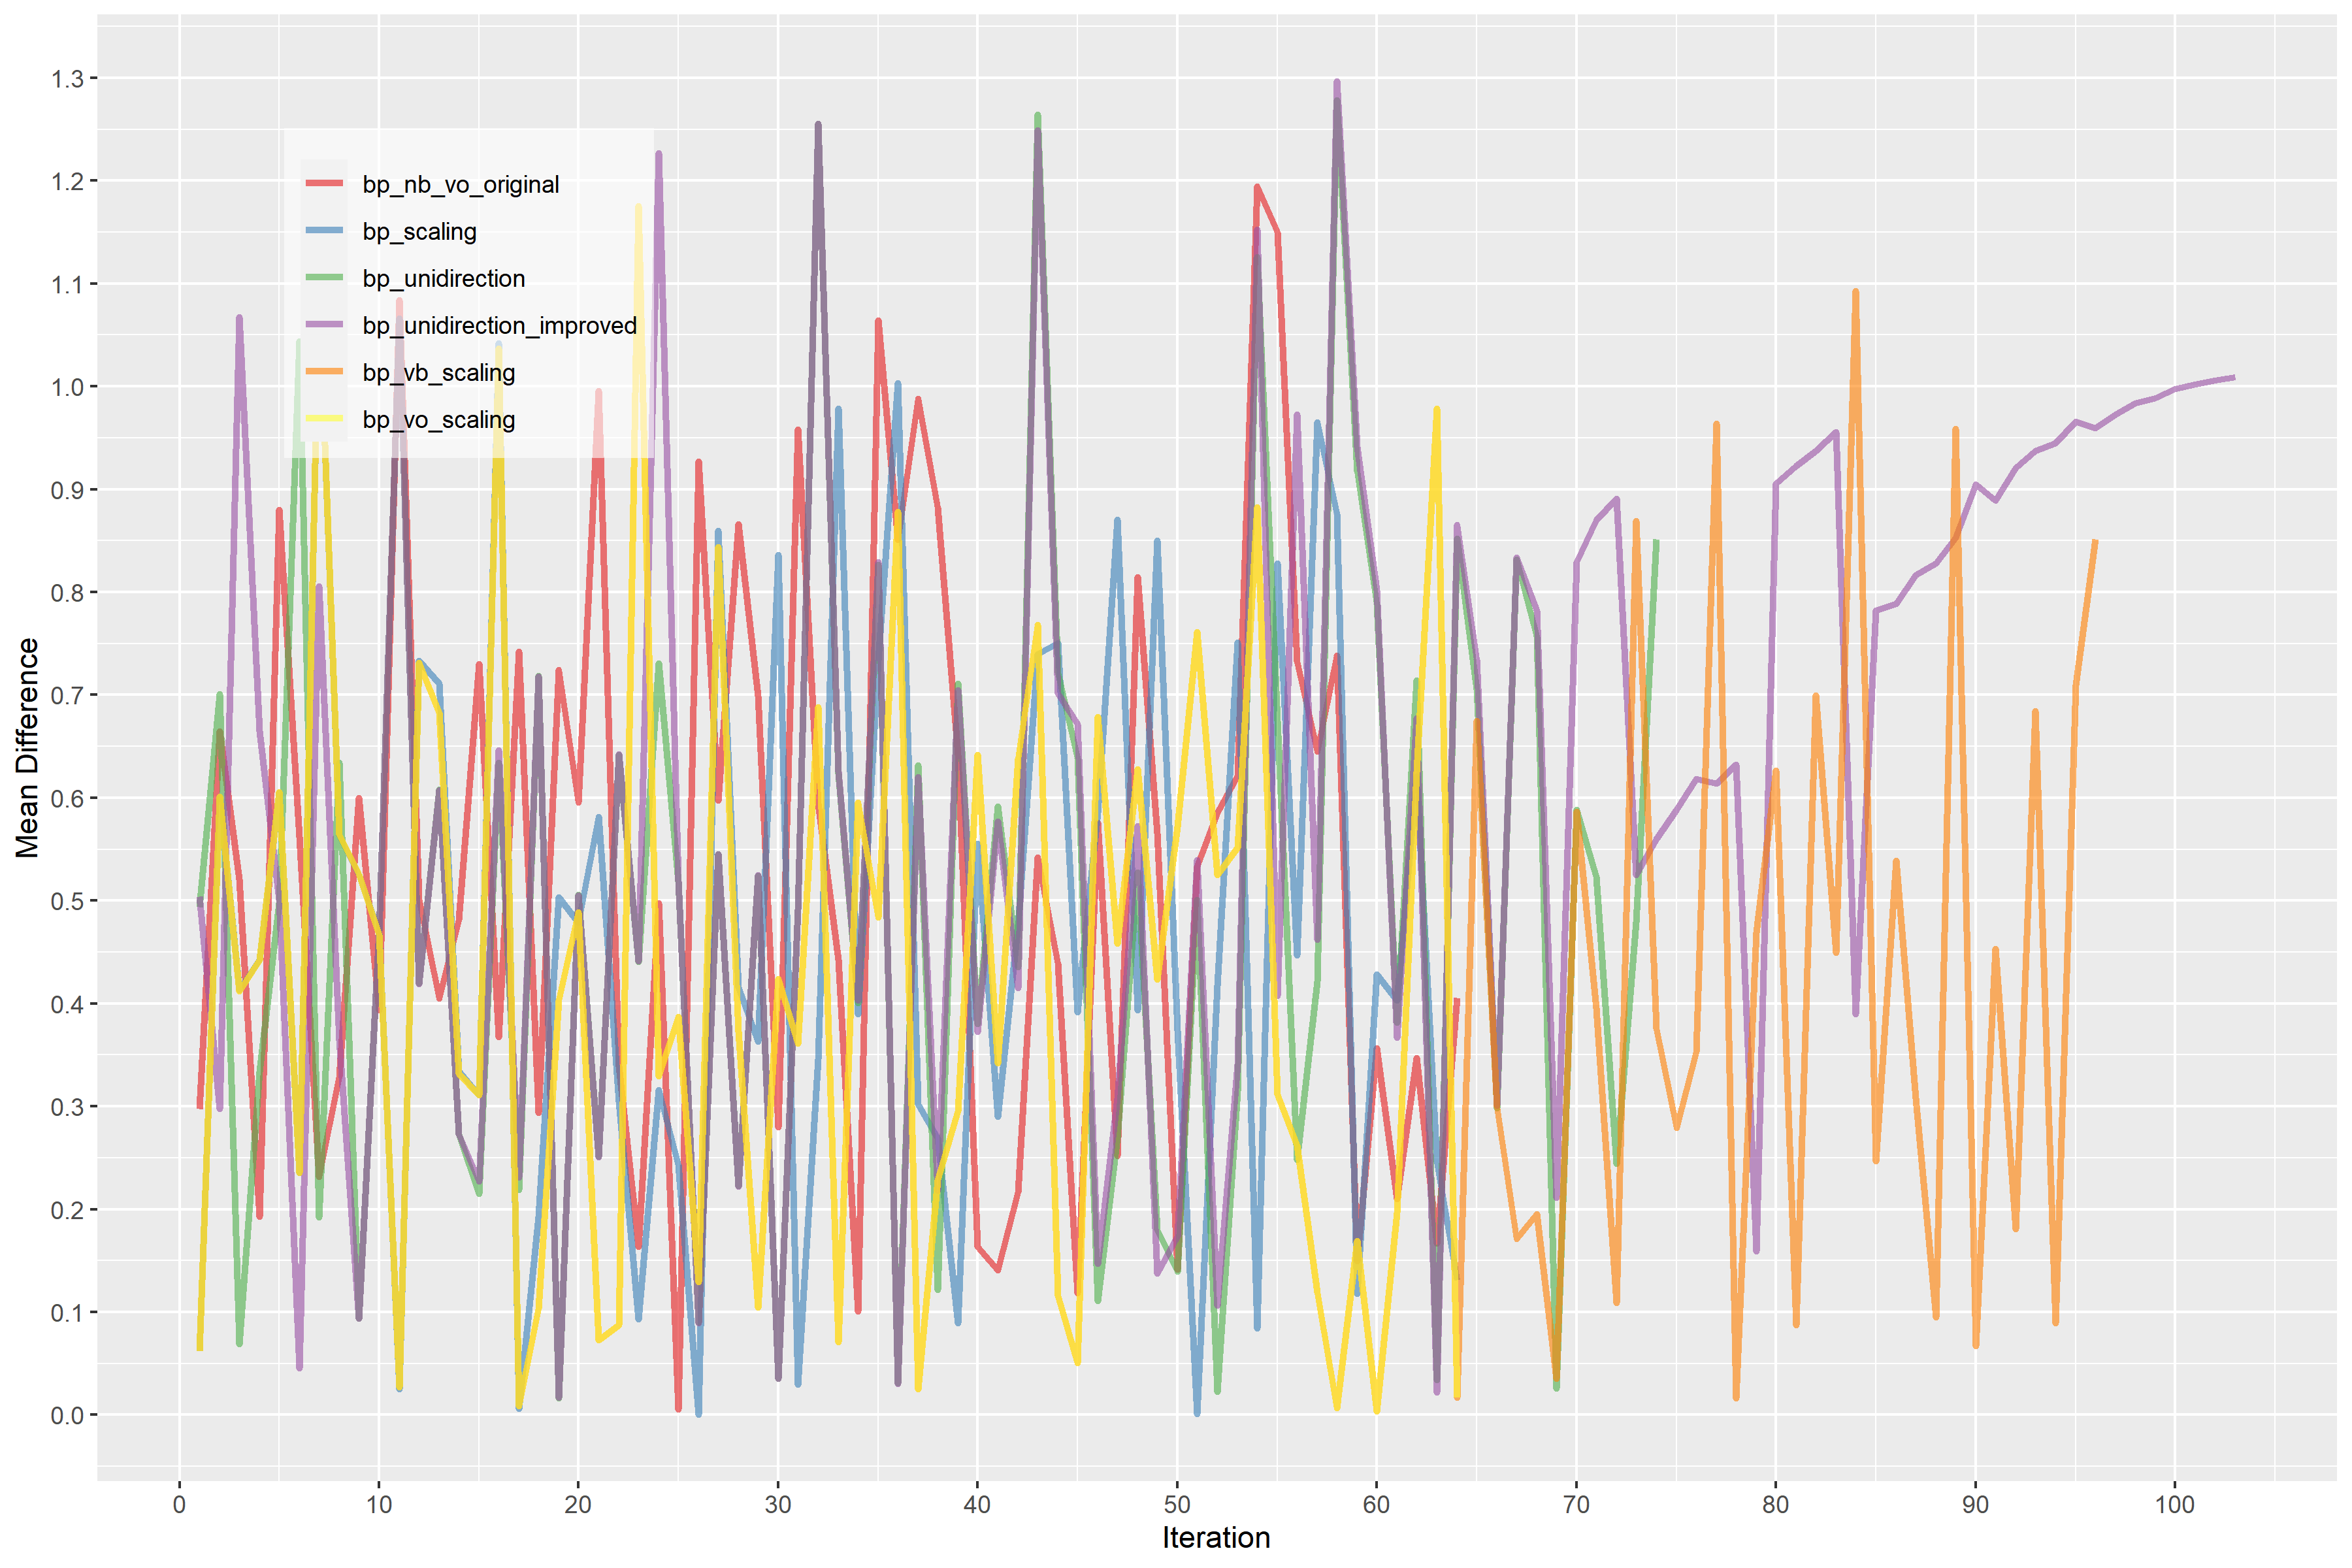 1.3
1.2
1.1
1.0
0.9
0.8
0.7
0.6
0.5
0.4
0.3
0.2
0.1
0.0
Mean Difference
bp_nb_vo_original
bp_scaling
bp_unidirection
bp_unidirection_improved
bp_vb_scaling
bp_vo_scaling
0 10 20 30 40 50 60 70 80 90 100
Iteration